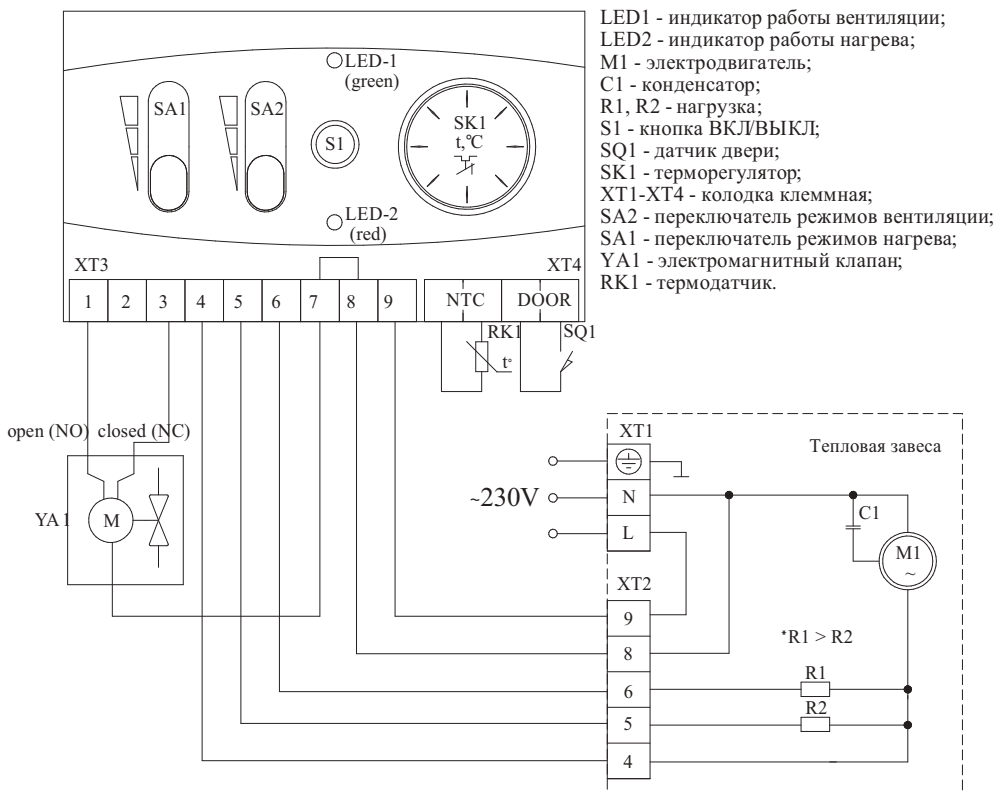 LED-1
(green)
SA1
SA2
S1
SK1
t,°C
LED-2
(red)
XT3
XT4
1 2 3 4 5 6 7 8 9
NTC DOOR
RK1
t°
SQ1
open (NO) closed (NC)
YA1
M
LED1 - индикатор работы вентиляции;
LED2 - индикатор работы нагрева;
M1 - электродвигатель;
C1 - конденсатор;
R1, R2 - нагрузка;
S1 - кнопка ВКЛ/ВЫКЛ;
SQ1 - датчик двери;
SK1 - терморегулятор;
XT1-XT4 - колодка клеммная;
SA2 - переключатель режимов вентиляции;
SA1 - переключатель режимов нагрева;
YA1 - электромагнитный клапан;
RK1 - термодатчик.
XT1
Тепловая завеса
~230V
N
L
C1
M1
~
XT2
9
8
*R1 > R2
6
R1
5
R2
4